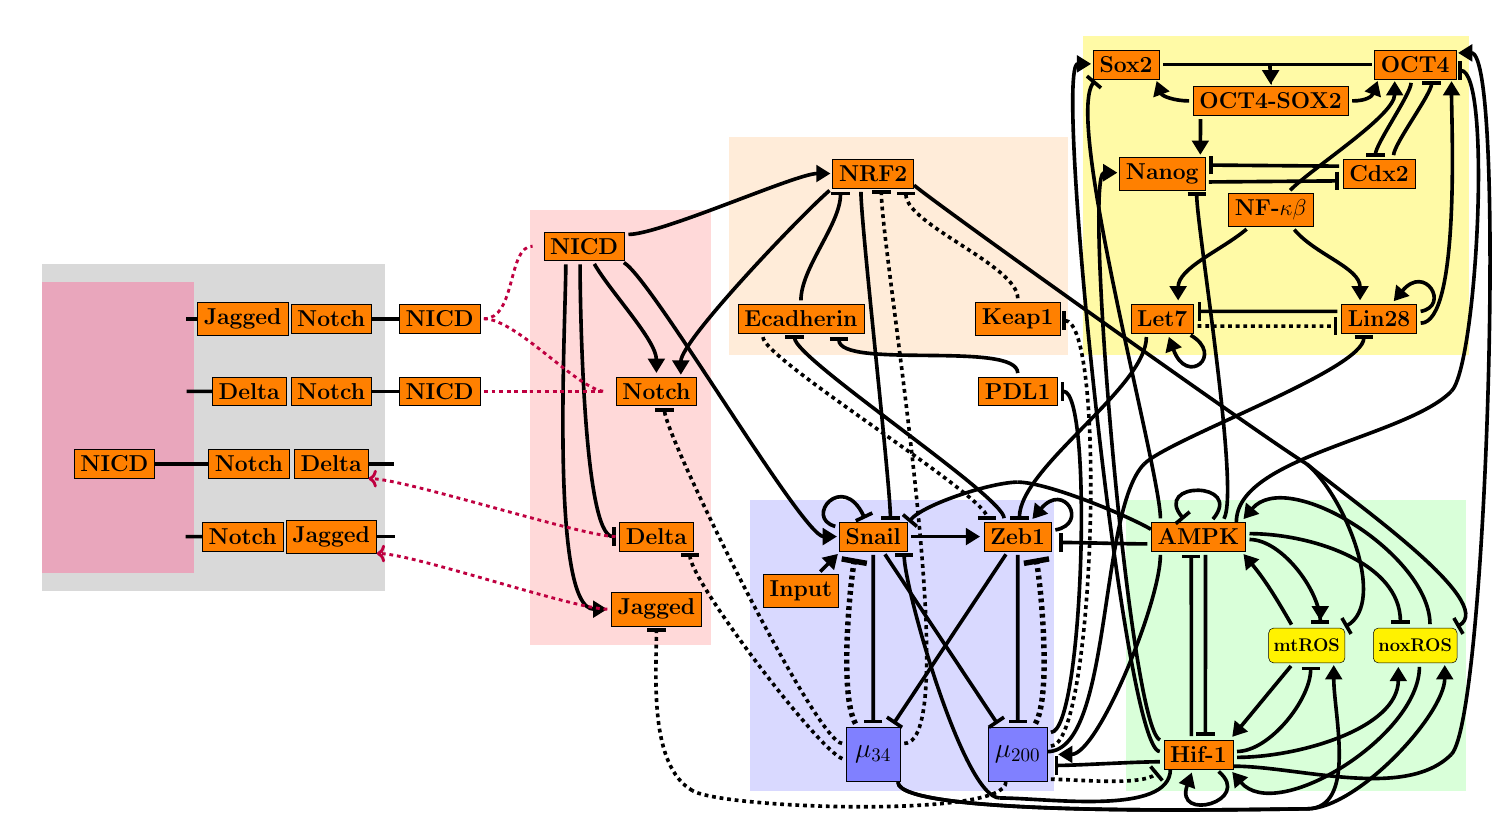 Sox2
OCT4
OCT4-SOX2
NRF2
Nanog
Cdx2
NF-κβ
NICD
Jagged Notch NICD
Ecadherin
Keap1
Let7
Lin28
Delta Notch NICD
Notch
PDL1
NICD Notch Delta
Notch Jagged
Delta
Snail
Zeb1
AMPK
Input
Jagged
mtROS
noxROS
μ34
μ200
Hif-1